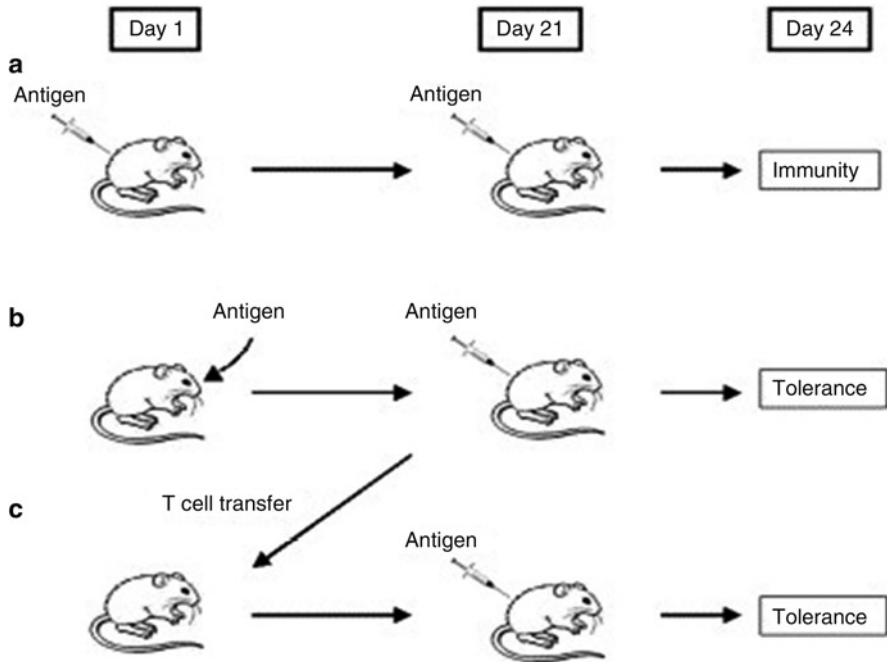 Day 1
Day 21
Day 24
a
Antigen
Antigen
Immunity
b
Antigen
Antigen
Tolerance
T cell transfer
c
Antigen
Tolerance